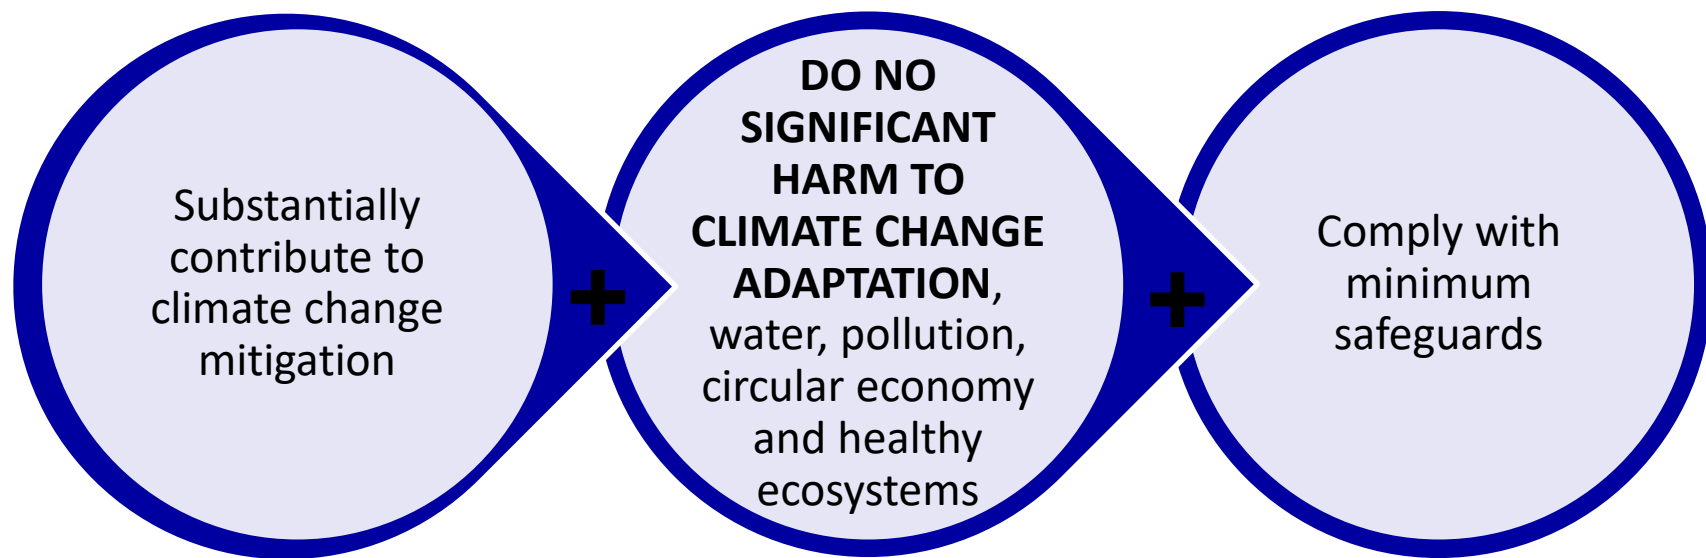 Substantially
contribute to
climate change
mitigation
+
DO NO
SIGNIFICANT
HARM TO
CLIMATE CHANGE
ADAPTATION,
water, pollution,
circular economy
and healthy
ecosystems
+
Comply with
minimum
safeguards